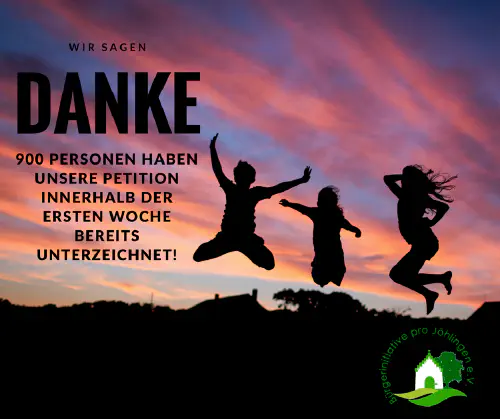 WIR SAGEN
DANKE
900 PERSONEN HABEN
UNSERE PETITION
INNERHALB DER
ERSTEN WOCHE
BEREITS
UNTERZEICHNET!
Bürgerinitiative pro Jöhlingen e.V.